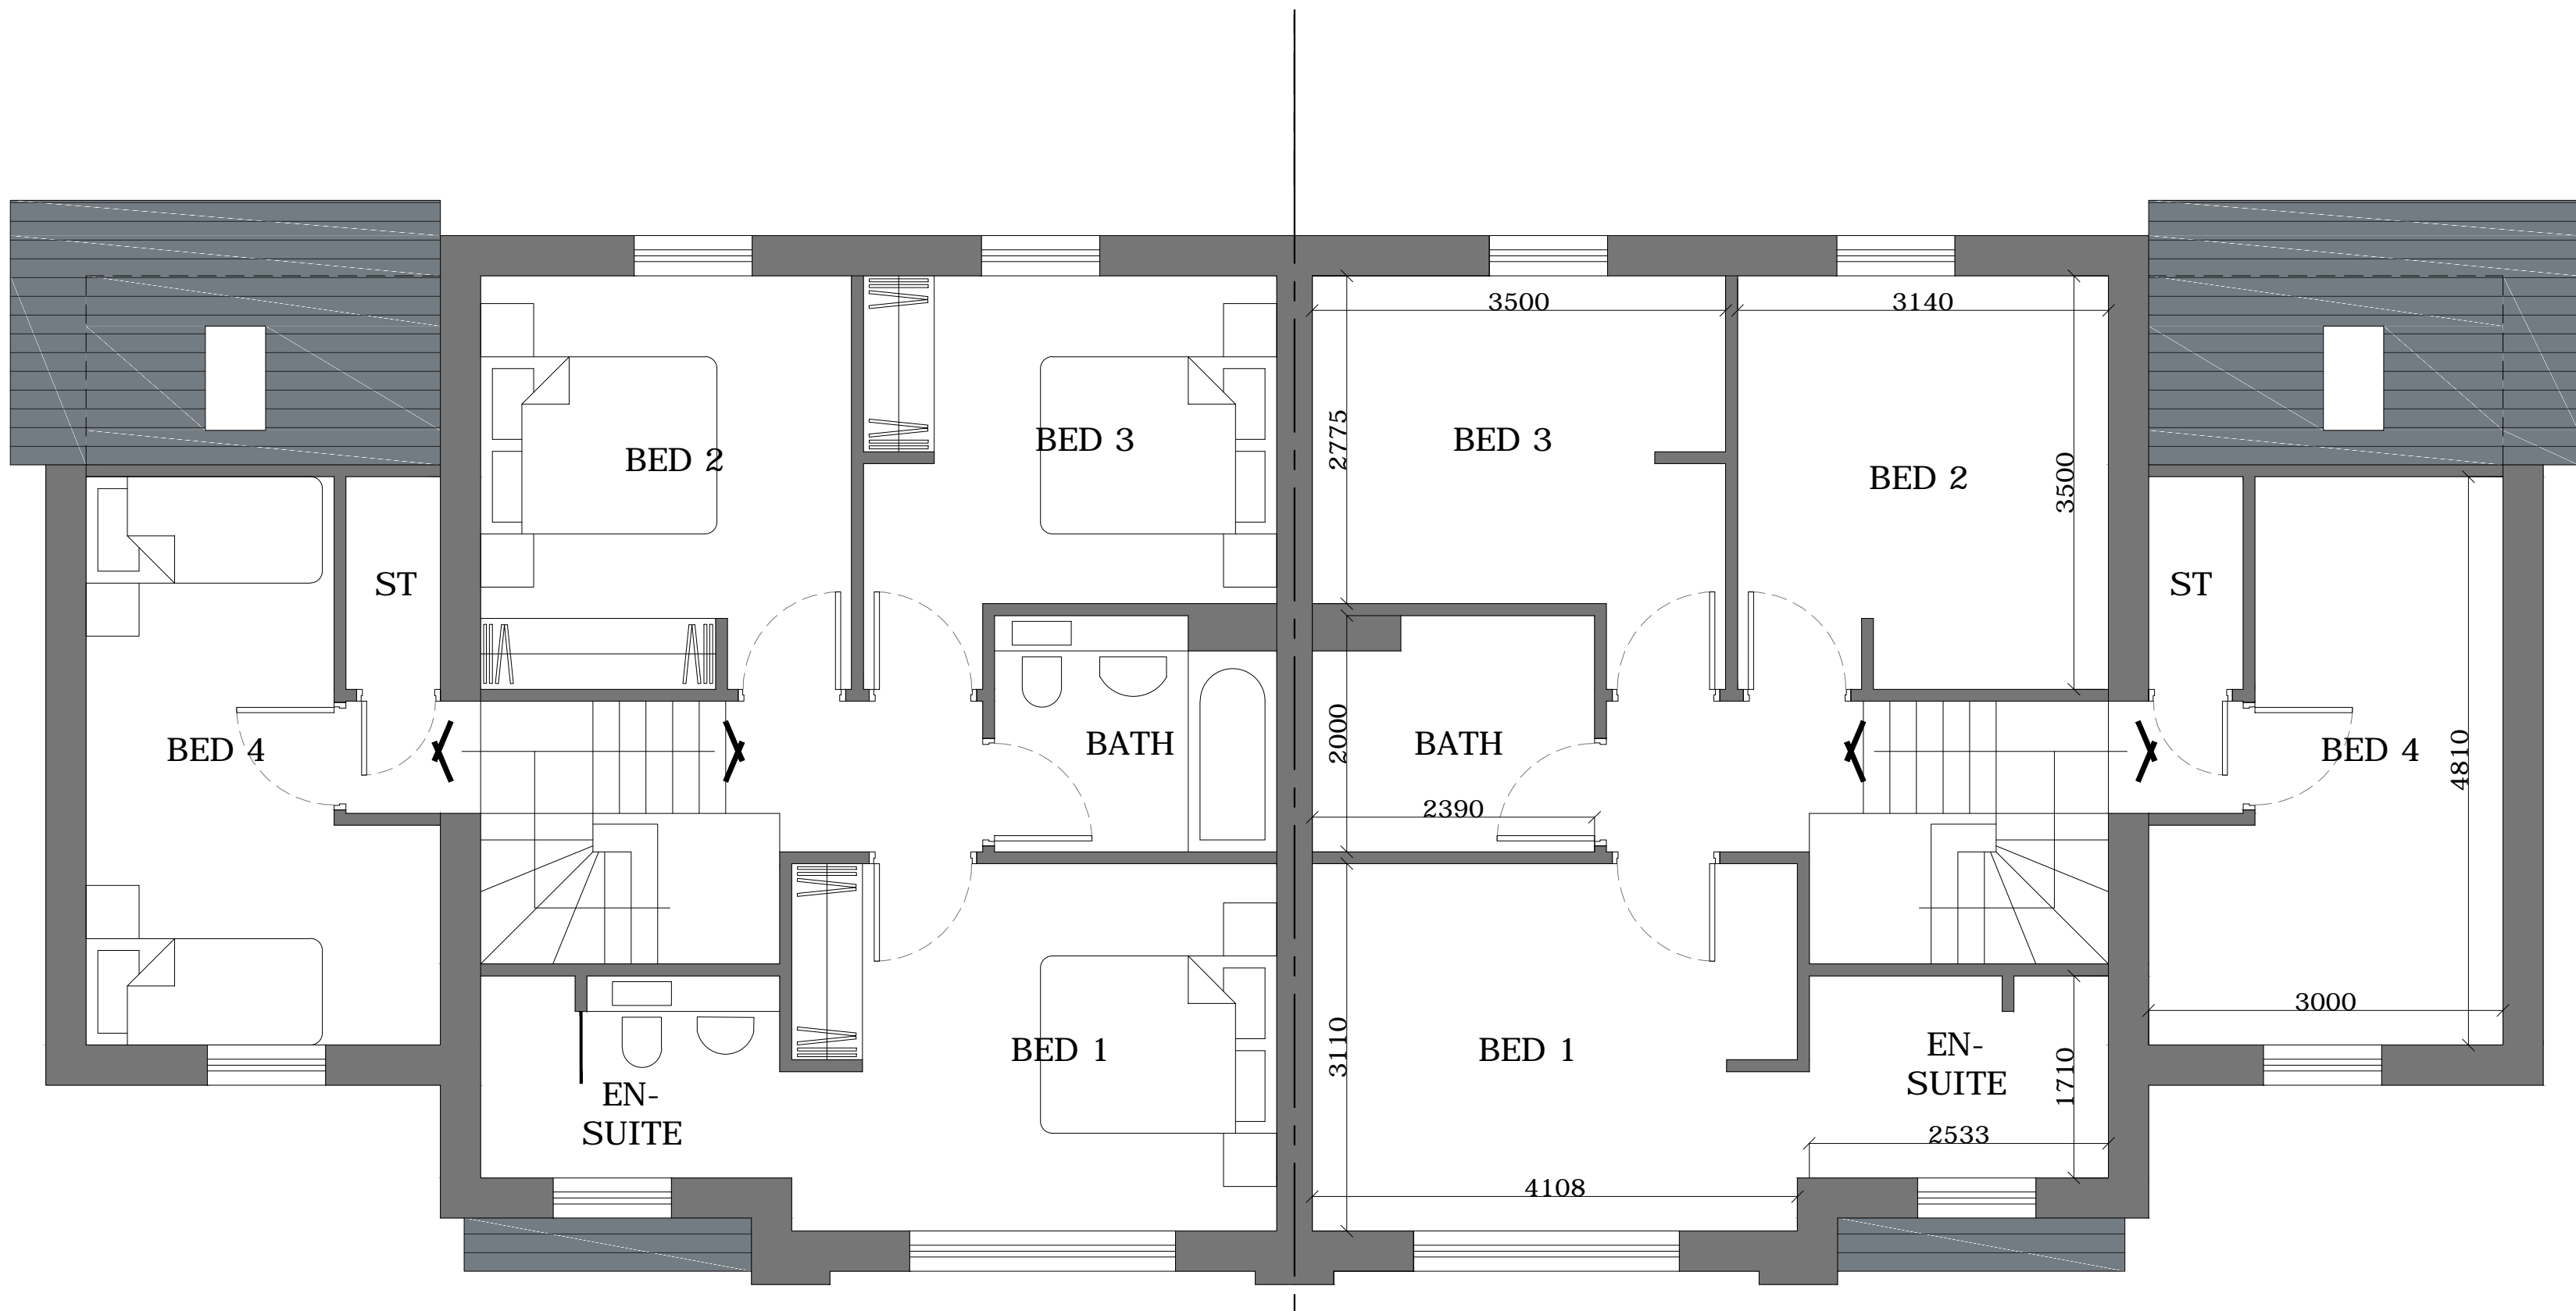 3500
3140
BED 2
BED 3
2775
BED 3
BED 2
3500
ST
ST
BED 4
BATH
2000
BATH
2390
BED 4
4810
3000
BED 1
3110
BED 1
EN-
SUITE
1710
EN-
SUITE
2533
4108